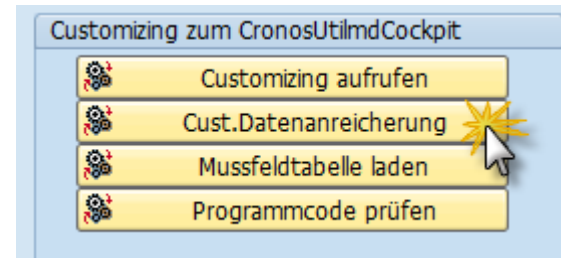 Customizing zum CronosUtilmdCockpit
Customizing aufrufen
Cust.Datenanreicherung
Mussfeldtabelle laden
Programmcode prüfen